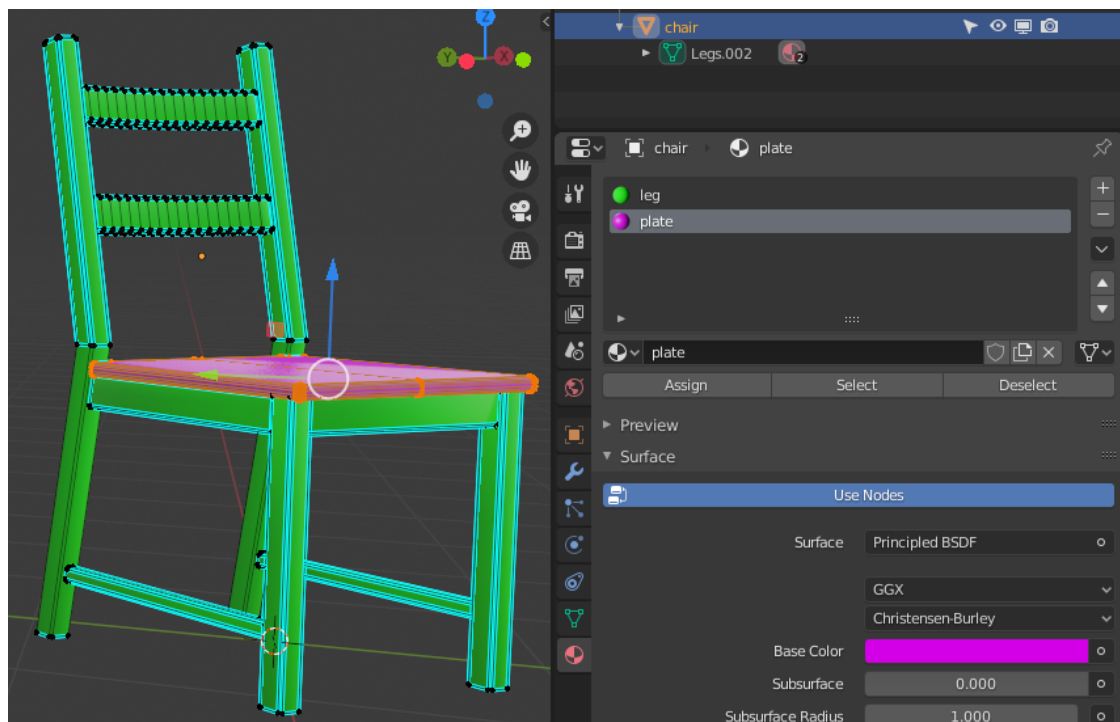 chair
Legs.002
2
chair
plate
leg
plate
plate
Assign
Select
Deselect
Preview
Surface
Use Nodes
Surface
Principled BSDF
GGX
Christensen-Burley
Base Color
Subsurface
0.000
Subsurface Radius
1.000
Z
Y
X